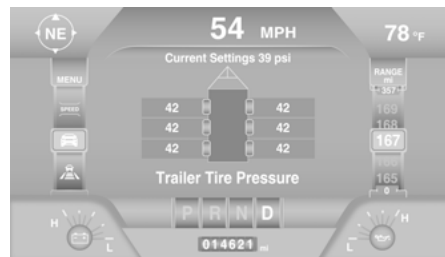 NE
54 MPH
78 °F
Current Settings 39 psi
MENU
RANGE
mi
357
SPEED
42 42
169
168
42 42
167
42 42
166
165
0
Trailer Tire Pressure
P R N D
H
L
014621 mi
H
L